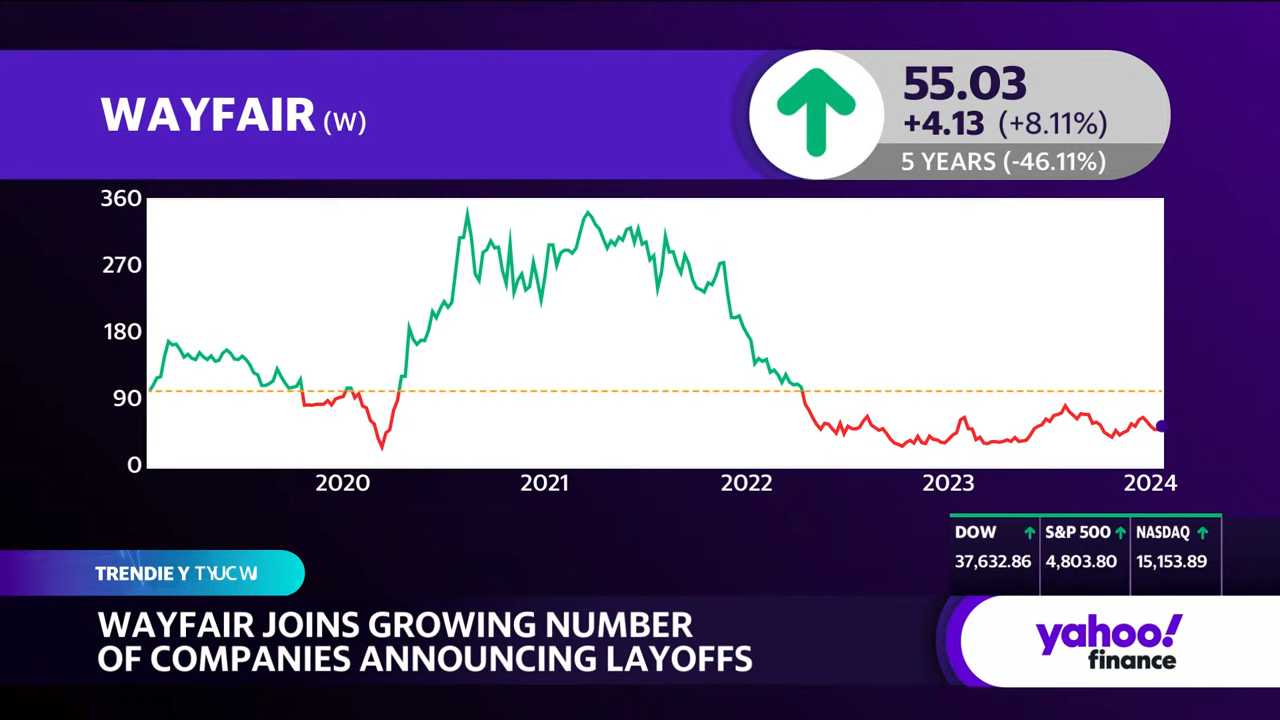 WAYFAIR (W)
55.03
+4.13 (+8.11%)
5 YEARS (-46.11%)
360
270
180
90
0
2020 2021 2022 2023 2024
DOW S&P 500 NASDAQ
37,632.86 4,803.80 15,153.89
WAYFAIR JOINS GROWING NUMBER
OF COMPANIES ANNOUNCING LAYOFFS
yahoo!
finance